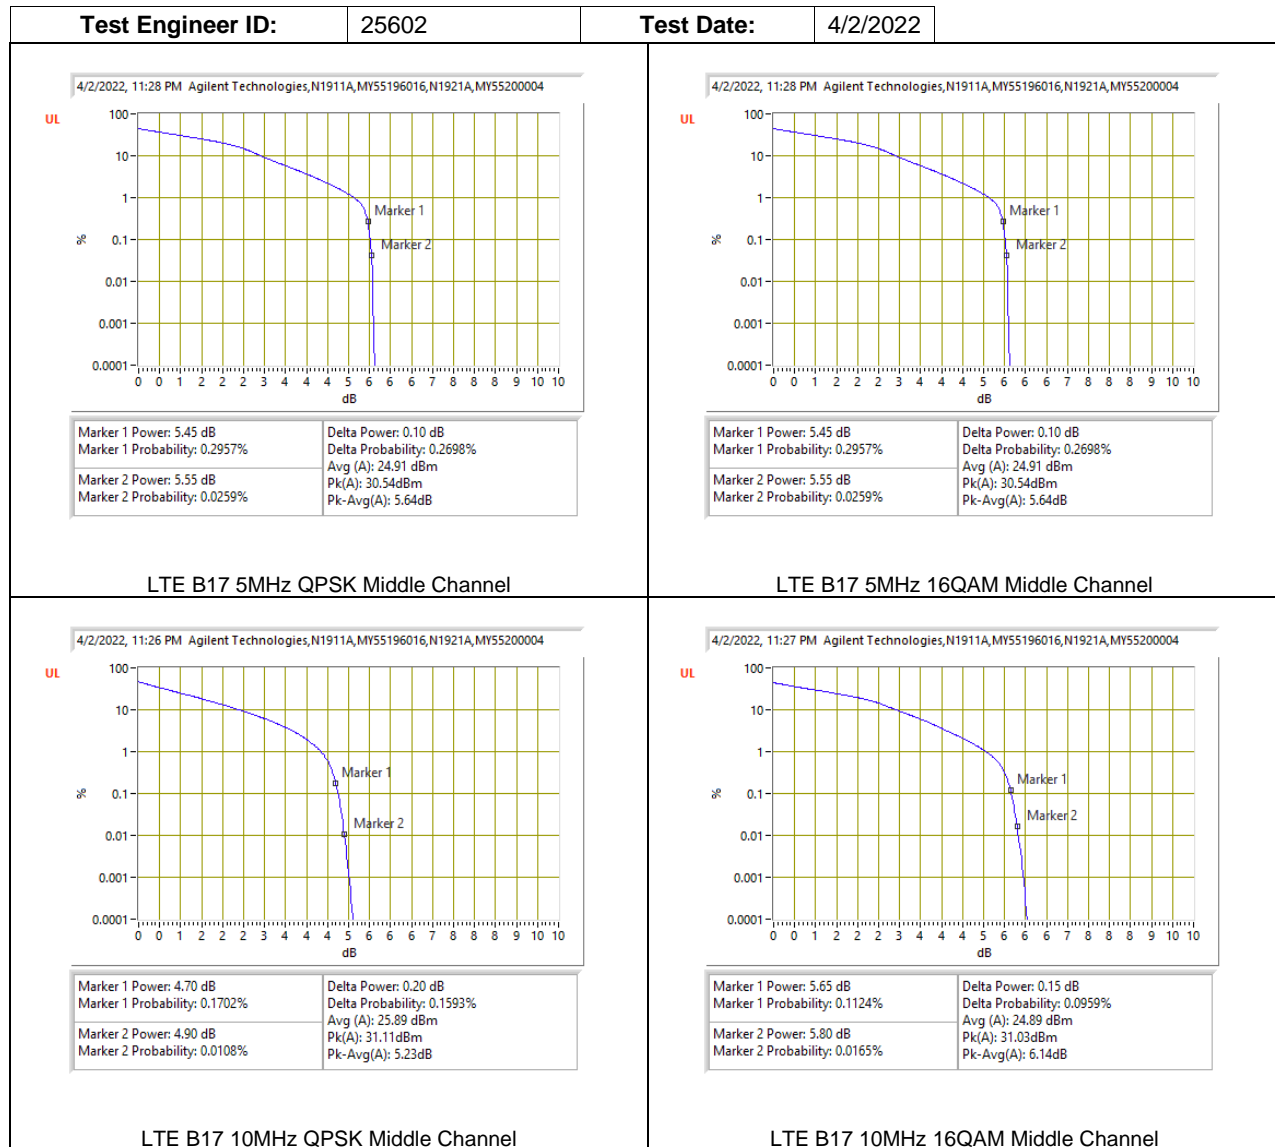 Test Engineer ID: 25602 Test Date: 4/2/2022
4/2/2022, 11:28 PM Agilent Technologies,N1911A,MY55196016,N1921A,MY55200004
UL
100
10
1
0.1
0.01
0.001
0.0001
%
Marker 1
Marker 2
0 0 1 2 2 2 3 4 4 4 5 6 6 6 7 8 8 8 9 10 10
dB
Marker 1 Power: 5.45 dB
Marker 1 Probability: 0.2957%
Marker 2 Power: 5.55 dB
Marker 2 Probability: 0.0259%
Delta Power: 0.10 dB
Delta Probability: 0.2698%
Avg (A): 24.91 dBm
Pk(A): 30.54dBm
Pk-Avg(A): 5.64dB
LTE B17 5MHz QPSK Middle Channel
4/2/2022, 11:28 PM Agilent Technologies,N1911A,MY55196016,N1921A,MY55200004
UL
100
10
1
0.1
0.01
0.001
0.0001
%
Marker 1
Marker 2
0 0 1 2 2 2 3 4 4 4 5 6 6 6 7 8 8 8 9 10 10
dB
Marker 1 Power: 5.45 dB
Marker 1 Probability: 0.2957%
Marker 2 Power: 5.55 dB
Marker 2 Probability: 0.0259%
Delta Power: 0.10 dB
Delta Probability: 0.2698%
Avg (A): 24.91 dBm
Pk(A): 30.54dBm
Pk-Avg(A): 5.64dB
LTE B17 5MHz 16QAM Middle Channel
4/2/2022, 11:26 PM Agilent Technologies,N1911A,MY55196016,N1921A,MY55200004
UL
100
10
1
0.1
0.01
0.001
0.0001
%
Marker 1
Marker 2
0 0 1 2 2 2 3 4 4 4 5 6 6 6 7 8 8 8 9 10 10
dB
Marker 1 Power: 4.70 dB
Marker 1 Probability: 0.1702%
Marker 2 Power: 4.90 dB
Marker 2 Probability: 0.0108%
Delta Power: 0.20 dB
Delta Probability: 0.1593%
Avg (A): 25.89 dBm
Pk(A): 31.11dBm
Pk-Avg(A): 5.23dB
LTE B17 10MHz QPSK Middle Channel
4/2/2022, 11:27 PM Agilent Technologies,N1911A,MY55196016,N1921A,MY55200004
UL
100
10
1
0.1
0.01
0.001
0.0001
%
Marker 1
Marker 2
0 0 1 2 2 2 3 4 4 4 5 6 6 6 7 8 8 8 9 10 10
dB
Marker 1 Power: 5.65 dB
Marker 1 Probability: 0.1124%
Marker 2 Power: 5.80 dB
Marker 2 Probability: 0.0165%
Delta Power: 0.15 dB
Delta Probability: 0.0959%
Avg (A): 24.89 dBm
Pk(A): 31.03dBm
Pk-Avg(A): 6.14dB
LTE B17 10MHz 16QAM Middle Channel